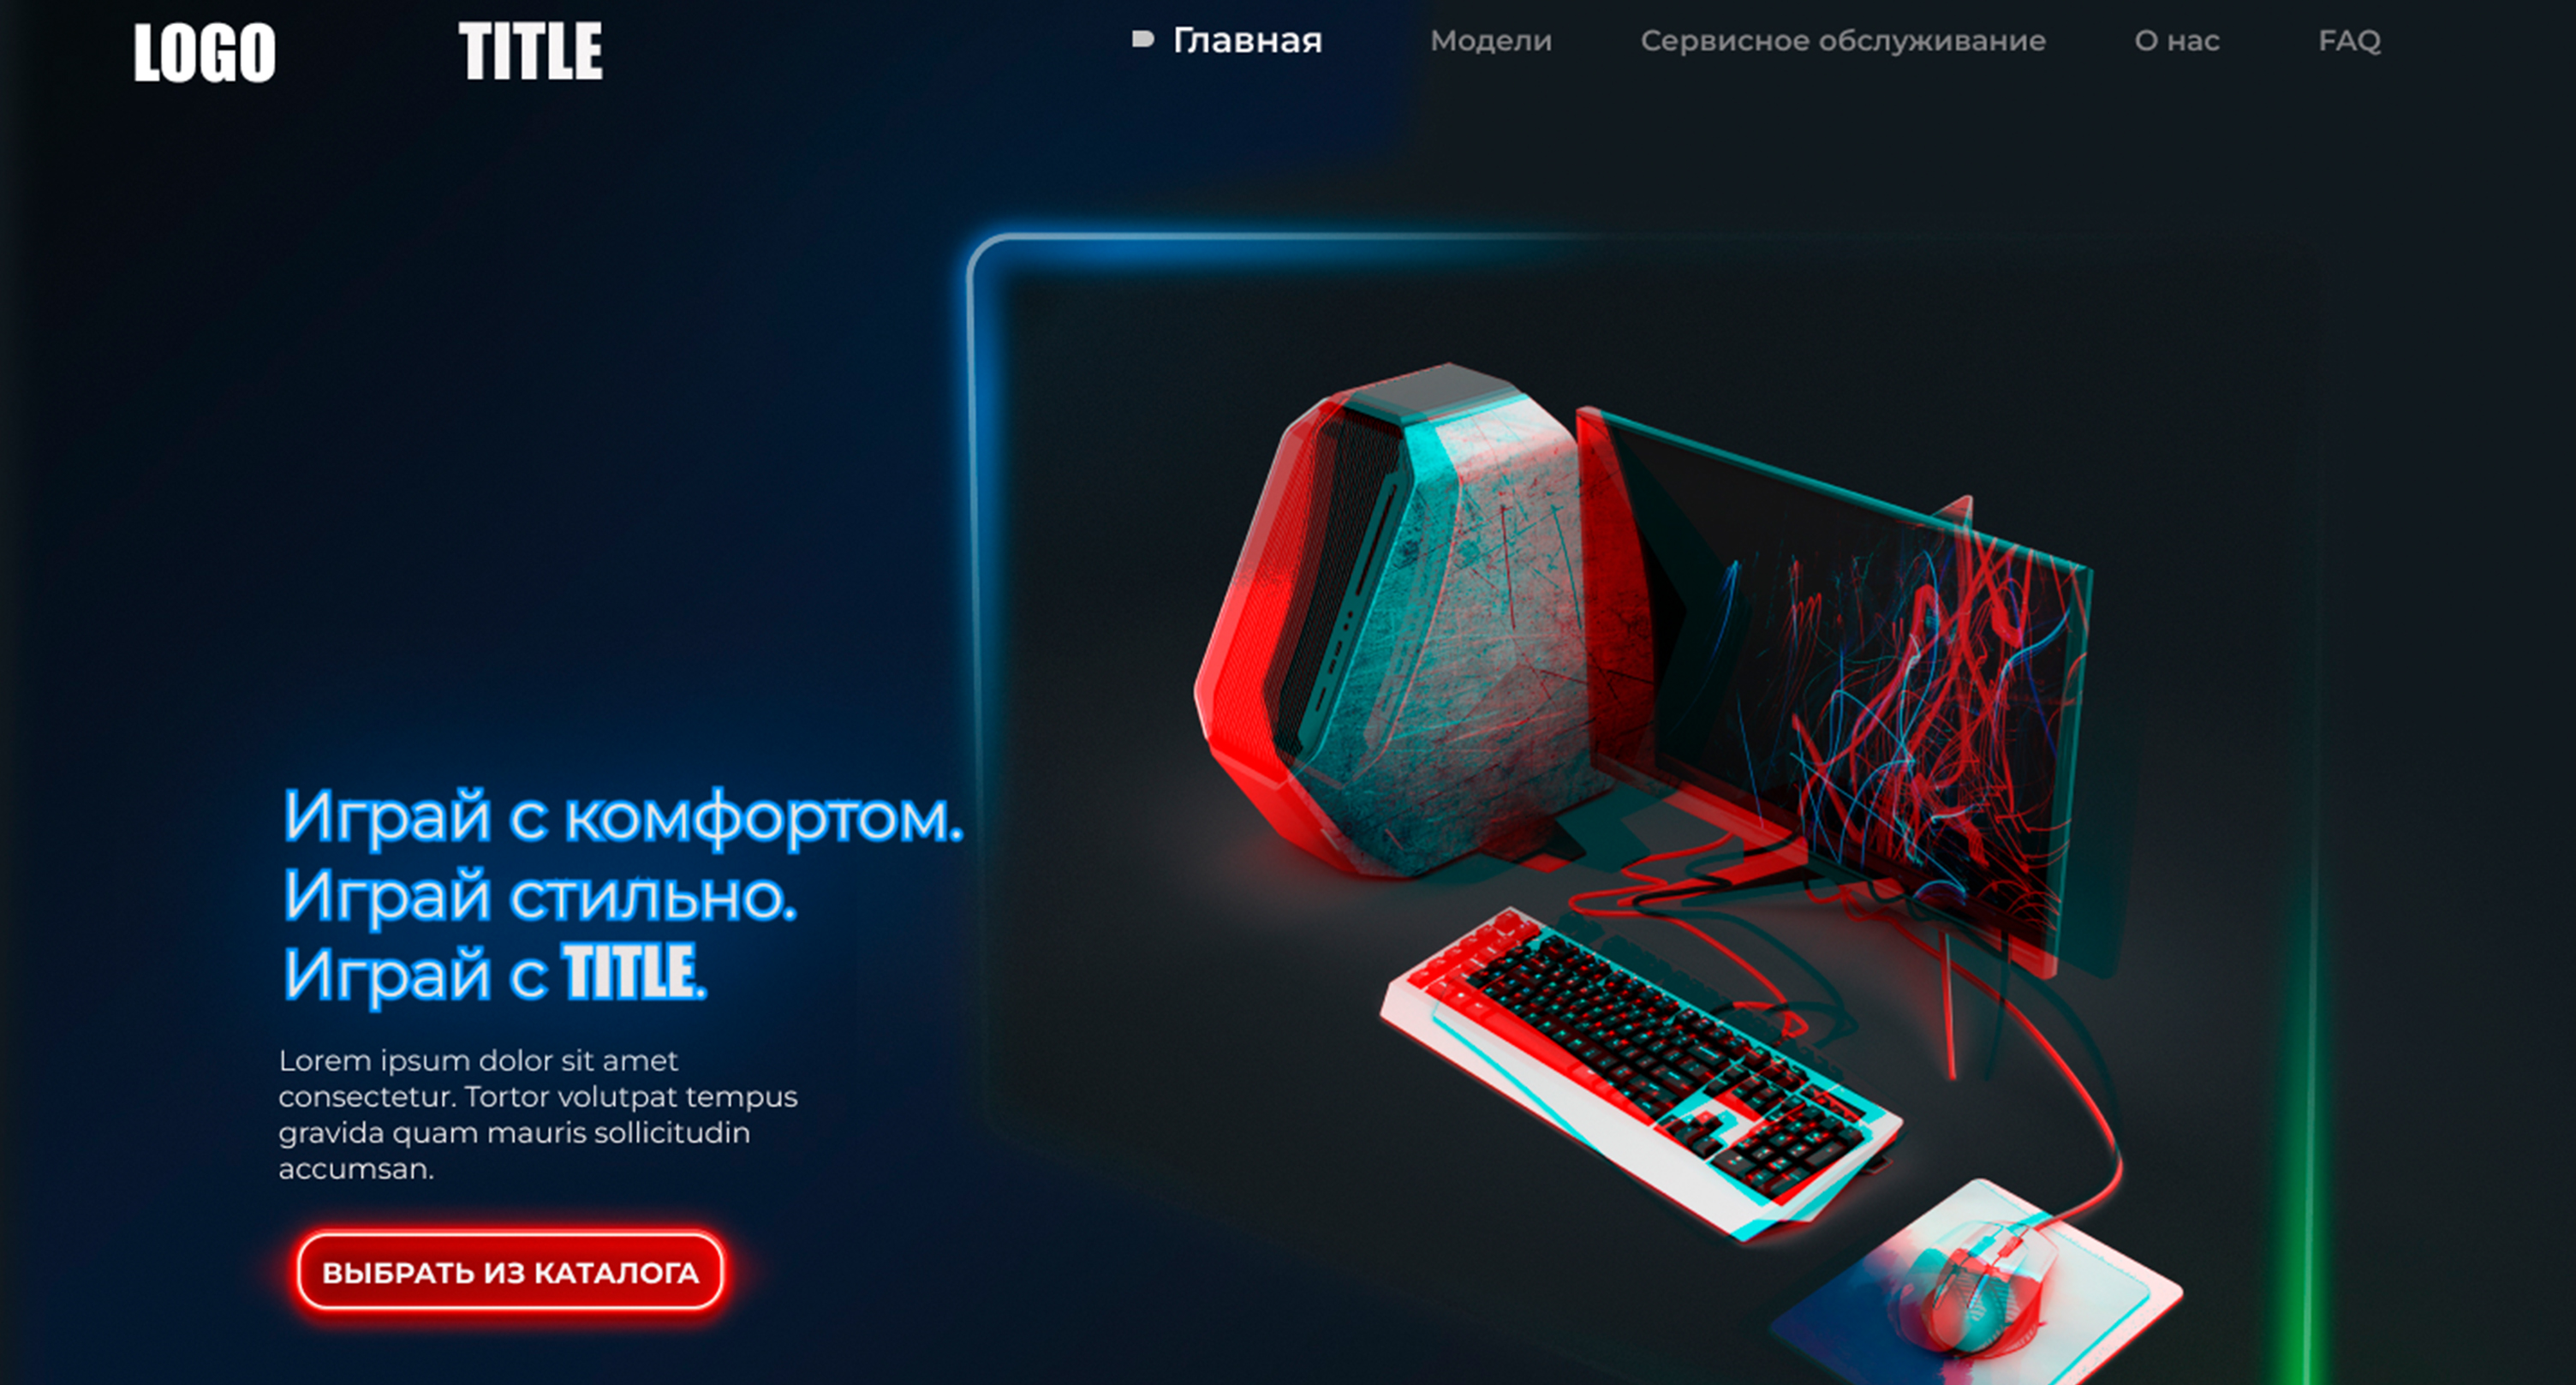 LOGO
TITLE
Главная
Модели
Сервисное обслуживание
О нас
FAQ
Играй с комфортом.
Играй стильно.
Играй с TITLE.
Lorem ipsum dolor sit amet
consectetur. Tortor volutpat tempus
gravida quam mauris sollicitudin
accumsan.
ВЫБРАТЬ ИЗ КАТАЛОГА